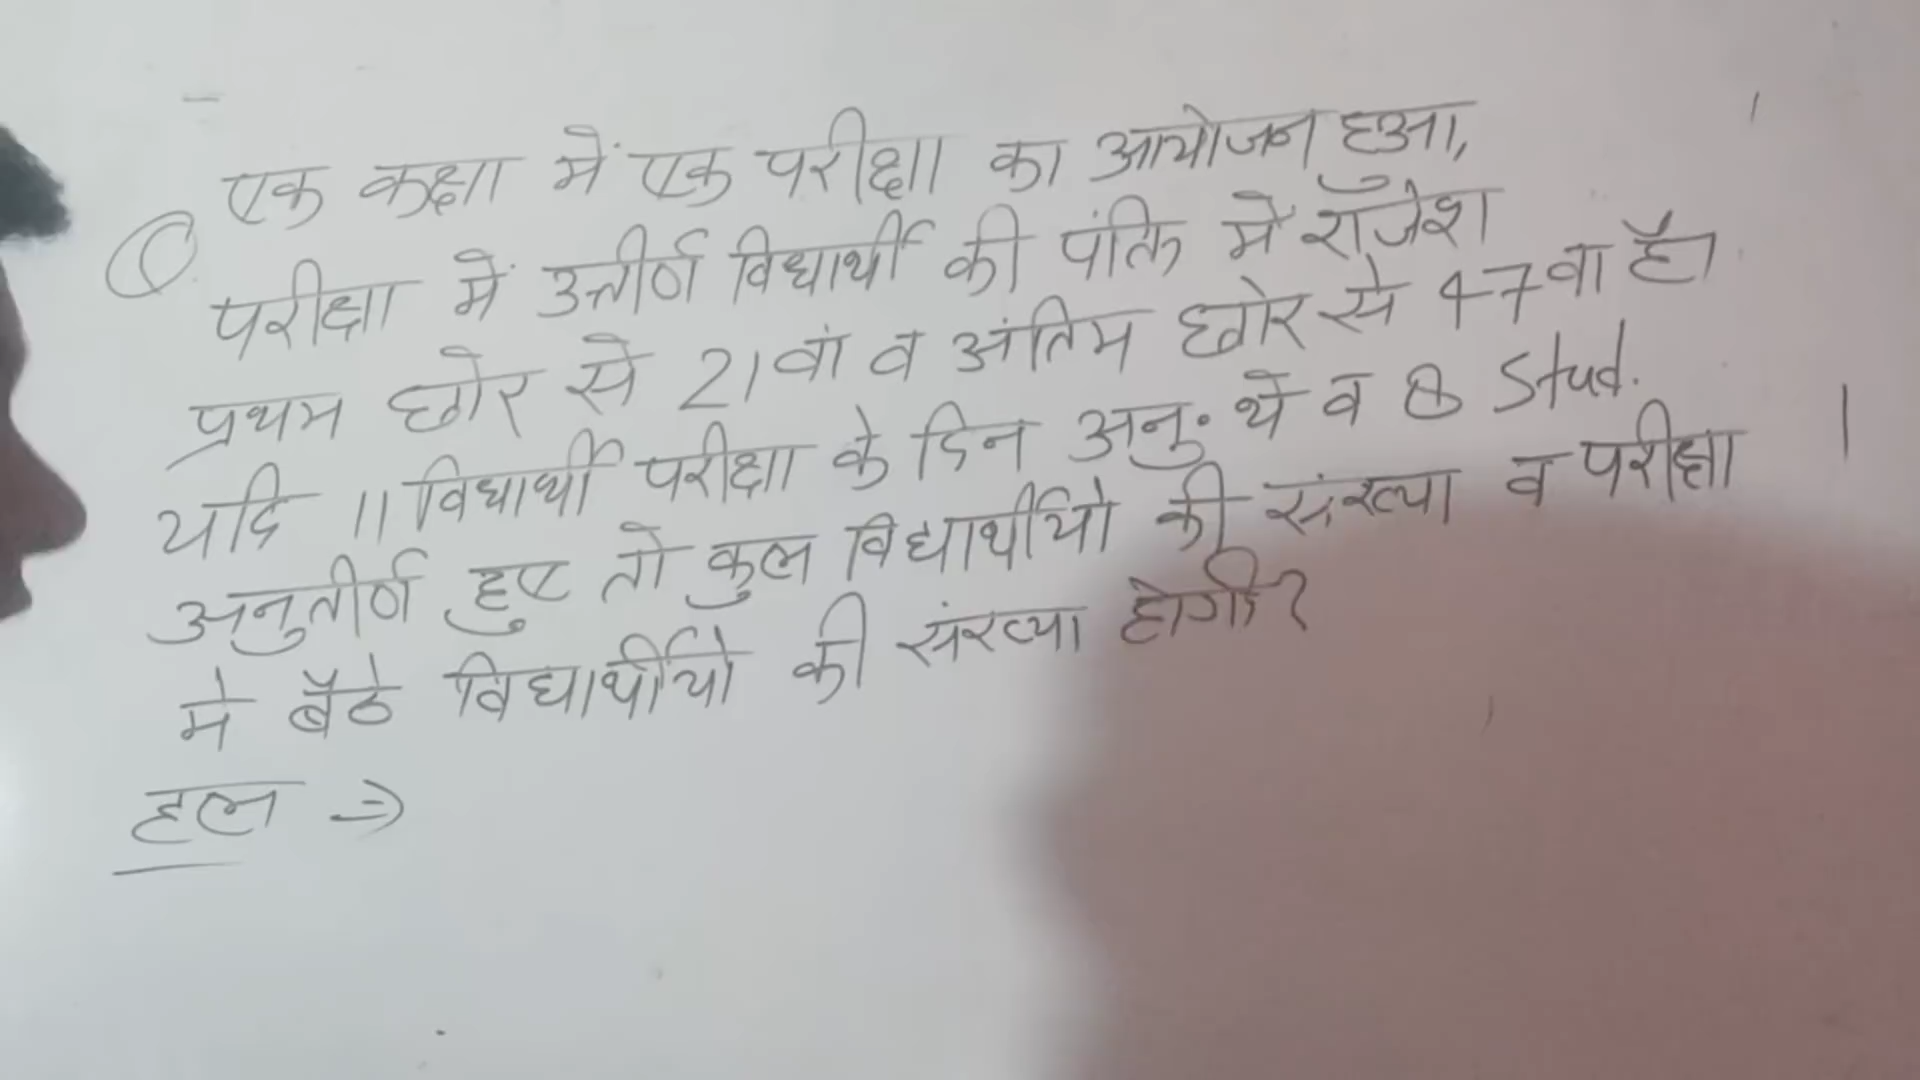 एक कक्षा में एक परीक्षा का आयोजन हुआ,
परीक्षा में उत्तीर्ण विधार्थी की पंक्ति में राजेश
प्रथम छोर से 21वां व अंतिम छोर से 47वा है।
यदि 11 विधार्थी परीक्षा के दिन अनु. थे व 8 Stud.
अनुतीर्ण हुए तो कुल विधार्थीयो की संख्या व परीक्षा
मे बैठे विधार्थीयो की संख्या होगी?
हल ⇒